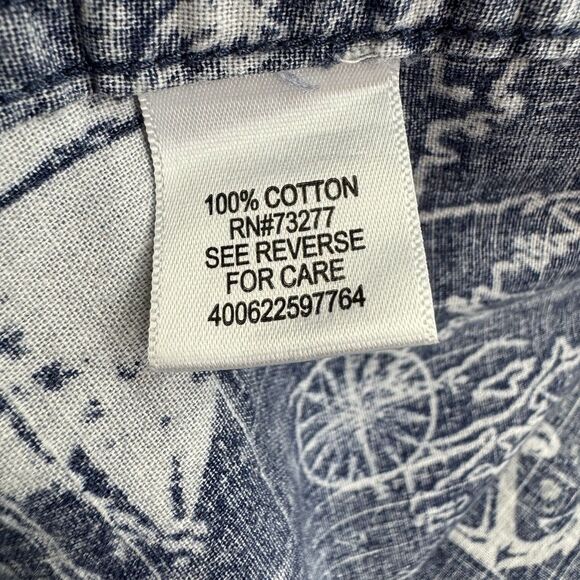 100% COTTON
RN#73277
SEE REVERSE
FOR CARE
400622597764